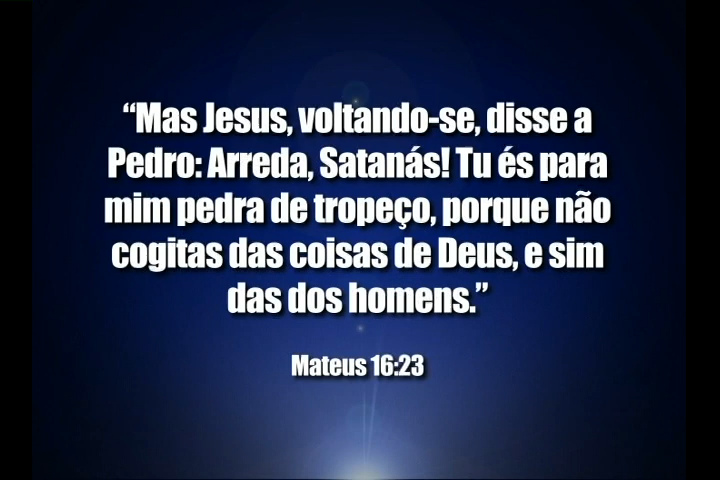 “Mas Jesus, voltando-se, disse a
Pedro: Arreda, Satanás! Tu és para
mim pedra de tropeço, porque não
cogitas das coisas de Deus, e sim
das dos homens.”
Mateus 16:23